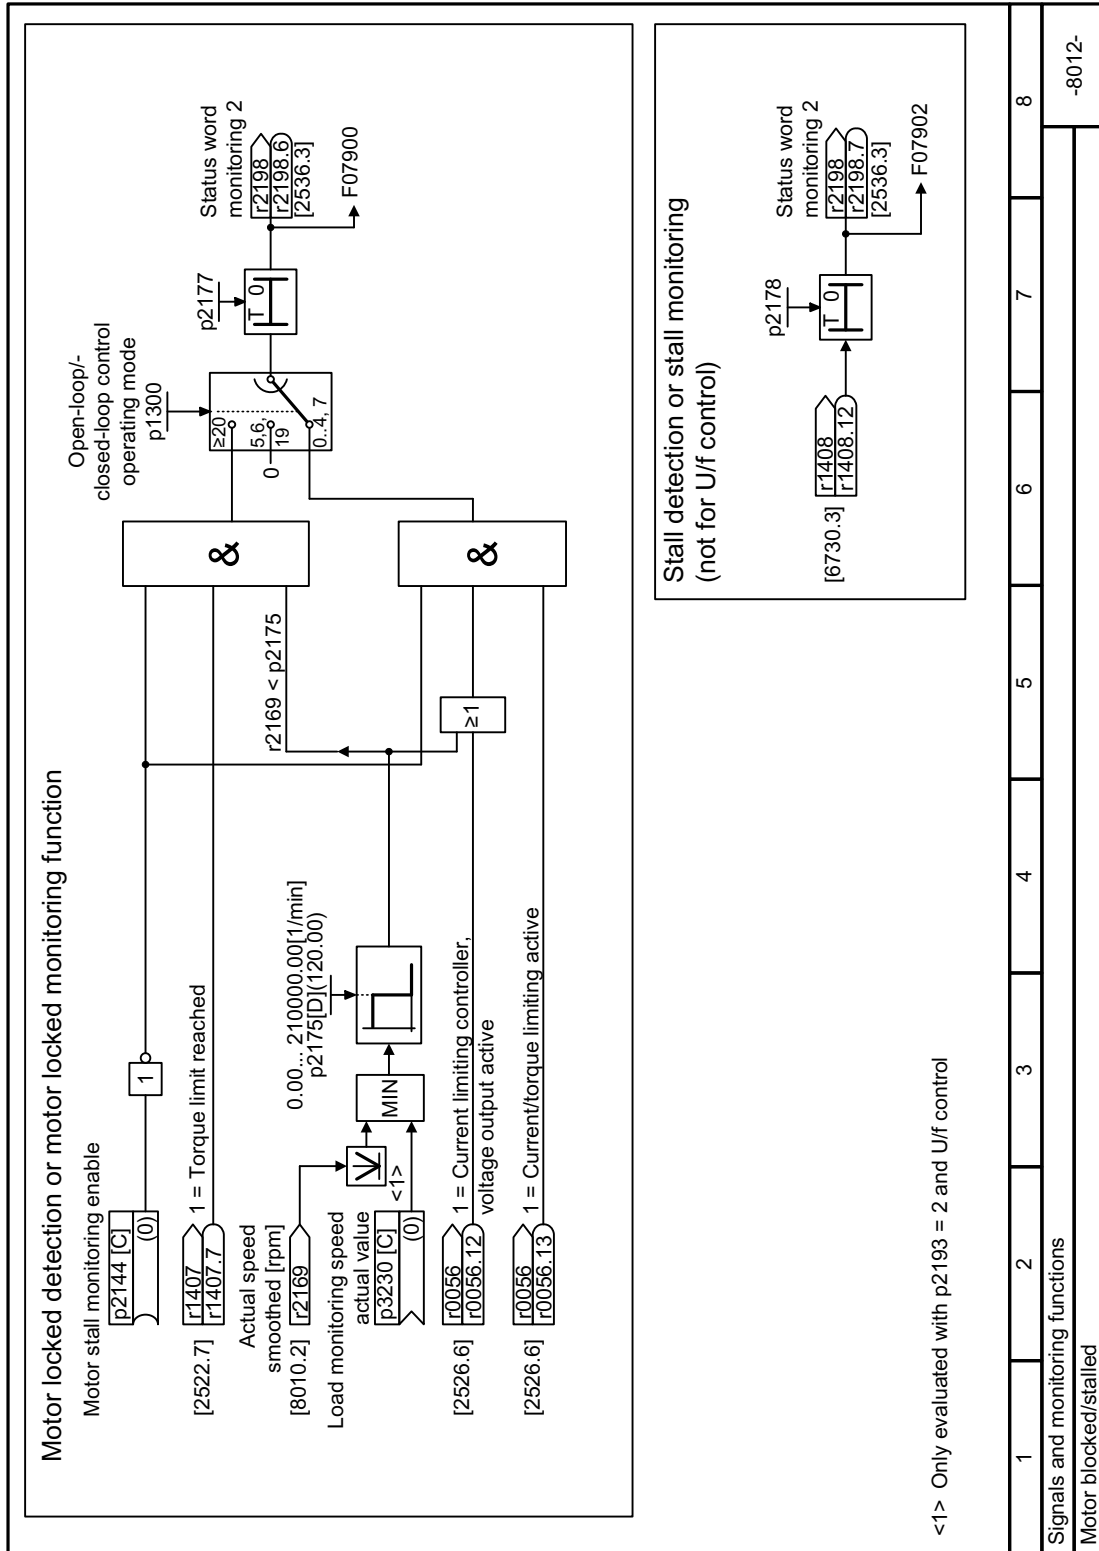 Motor locked detection or motor locked monitoring function
Motor stall monitoring enable
p2144 [C]
(0)
1
[2522.7]
r1407
r1407.7
1 = Torque limit reached
Actual speed
smoothed [rpm]
[8010.2]
r2169
Load monitoring speed
actual value
p3230 [C]
(0)
<1>
MIN
0.00... 210000.00[1/min]
p2175[D](120.00)
[2526.6]
r0056
r0056.12
1 = Current limiting controller,
voltage output active
[2526.6]
r0056
r0056.13
1 = Current/torque limiting active
r2169 < p2175
≥1
&
&
Open-loop/-
closed-loop control
operating mode
p1300
≥20
5,6,
19
0
0..4, 7
p2177
T 0
Status word
monitoring 2
r2198
r2198.6
[2536.3]
F07900
Stall detection or stall monitoring
(not for U/f control)
[6730.3]
r1408
r1408.12
p2178
T 0
Status word
monitoring 2
r2198
r2198.7
[2536.3]
F07902
<1> Only evaluated with p2193 = 2 and U/f control
1 2 3 4 5 6 7 8
Signals and monitoring functions
Motor blocked/stalled
-8012-